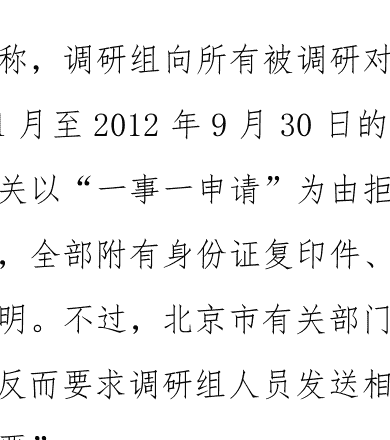 称，调研组向所有被调研对
月至 2012 年 9 月 30 日的
关以“一事一申请”为由拒
，全部附有身份证复印件、
明。不过，北京市有关部门
反而要求调研组人员发送相